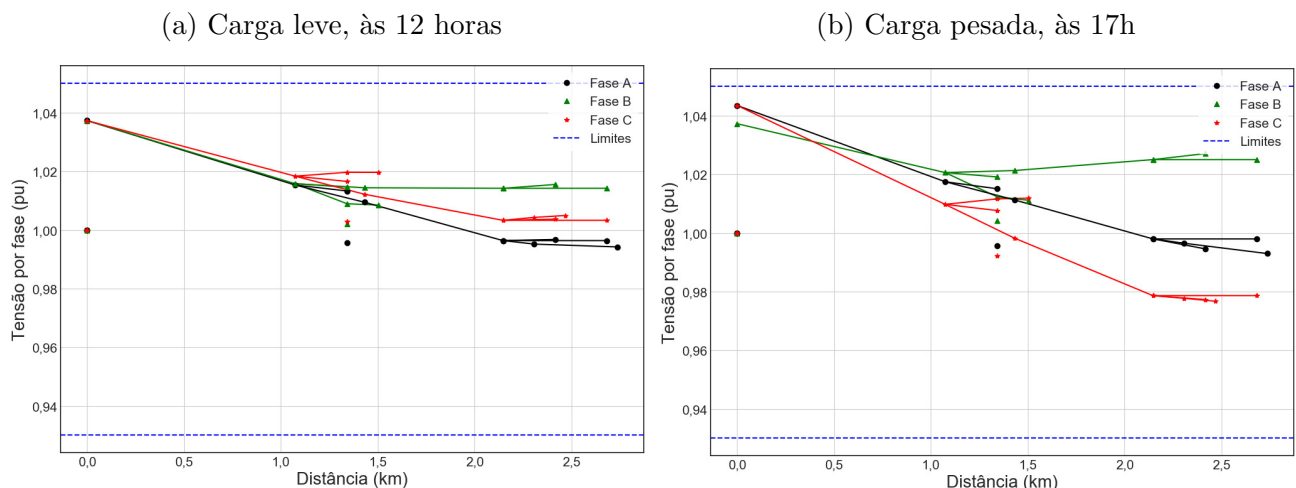 (a) Carga leve, às 12 horas
Tensão por fase (pu)
1,04
1,02
1,00
0,98
0,96
0,94
0,0
0,5
1,0
1,5
2,0
2,5
Distância (km)
Fase A
Fase B
Fase C
Limites
(b) Carga pesada, às 17h
Tensão por fase (pu)
1,04
1,02
1,00
0,98
0,96
0,94
0,0
0,5
1,0
1,5
2,0
2,5
Distância (km)
Fase A
Fase B
Fase C
Limites